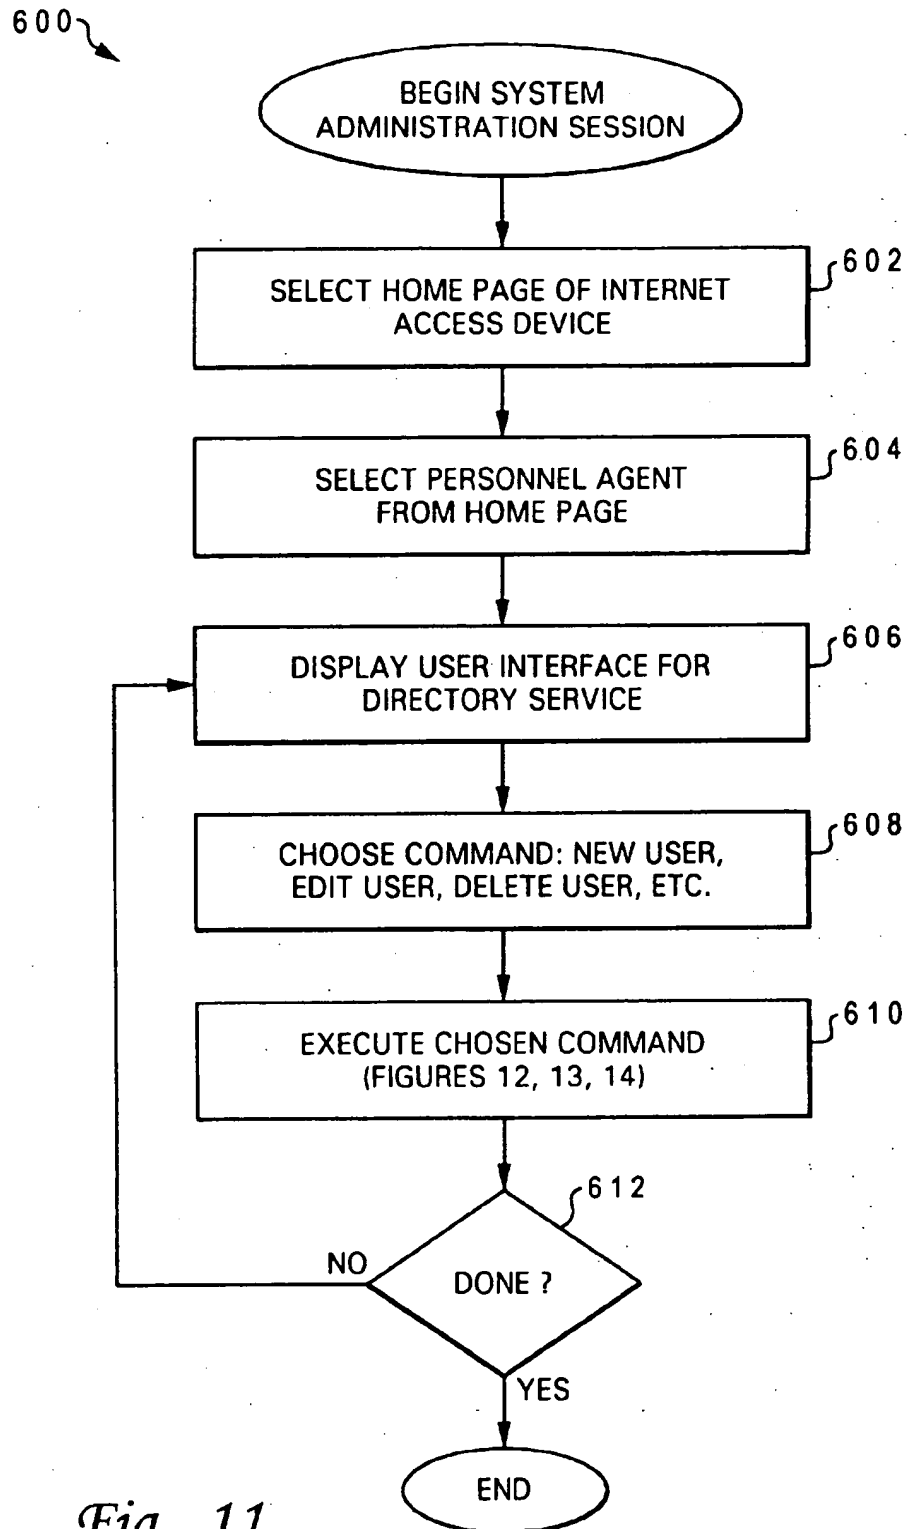 600
BEGIN SYSTEM
ADMINISTRATION SESSION
602
SELECT HOME PAGE OF INTERNET
ACCESS DEVICE
604
SELECT PERSONNEL AGENT
FROM HOME PAGE
606
DISPLAY USER INTERFACE FOR
DIRECTORY SERVICE
608
CHOOSE COMMAND: NEW USER,
EDIT USER, DELETE USER, ETC.
610
EXECUTE CHOSEN COMMAND
(FIGURES 12, 13, 14)
612
NO
DONE ?
YES
END
Fig. 11